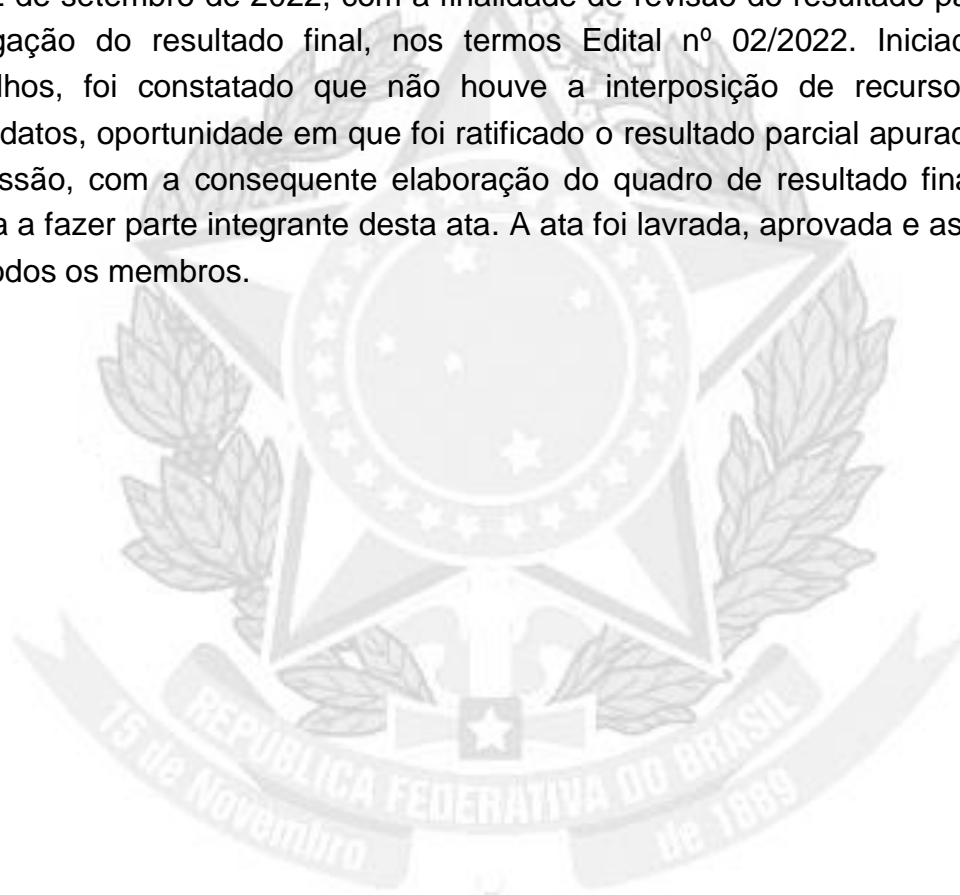 de setembro de 2022, com a finalidade de revisão do resultado pa
gação do resultado final, nos termos Edital nº 02/2022. Iniciac
lhos, foi constatado que não houve a interposição de recurso
datos, oportunidade em que foi ratificado o resultado parcial apurac
ssão, com a consequente elaboração do quadro de resultado fina
a a fazer parte integrante desta ata. A ata foi lavrada, aprovada e as
odos os membros.
REPÚBLICA FEDERATIVA DO BRASIL
15 de Novembro de 1889